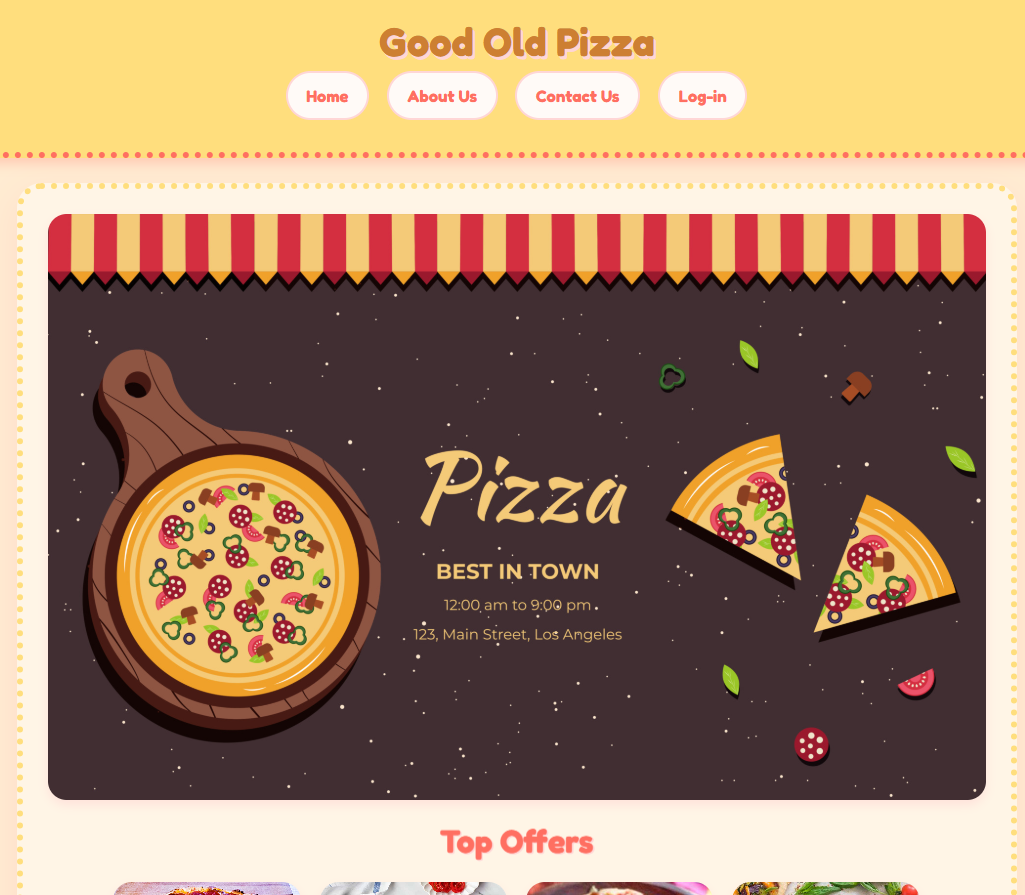 Good Old Pizza
Home About Us Contact Us Log-in
Pizza
BEST IN TOWN
12:00 am to 9:00 pm
123, Main Street, Los Angeles
Top Offers